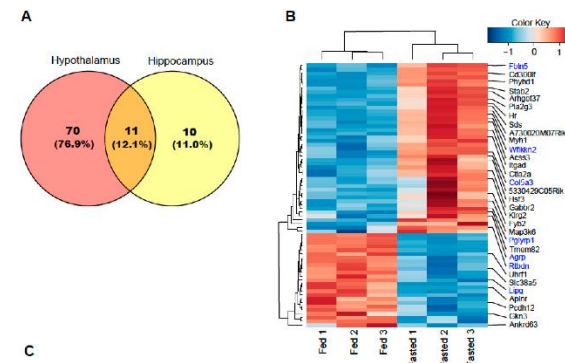 A
Hypothalamus
Hippocampus
70
(76.9%)
11
(12.1%)
10
(11.0%)
B
Color Key
-1
0
1
Fbln5
Cd300lf
Phyhd1
Stab2
Arhgef37
Pla2g3
Hr
Sds
A730020M07Rik
Myh1
Wfikkn2
Acss3
Itgad
Ctla2a
Col5a3
5330429C05Rik
Hsf3
Gabbr2
Klrg2
Fyb2
Map3k6
Pglyrp1
Tmem82
Agrp
Rtbdn
Uhrf1
Slc38a5
Lipg
Aplnr
Pcdh12
Gkn3
Ankrd63
Fed 1
Fed 2
Fed 3
Fasted 1
Fasted 2
Fasted 3
C